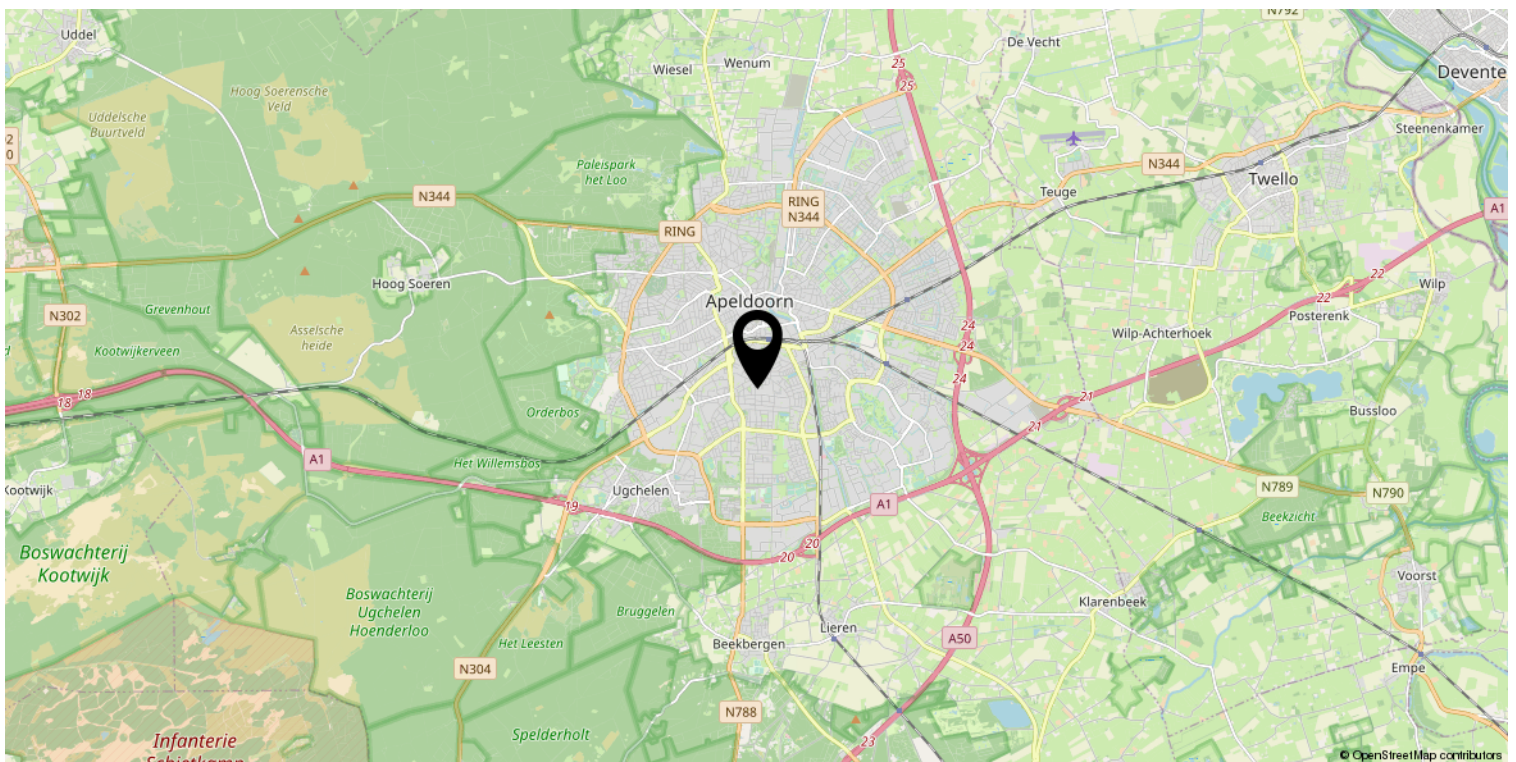 N792
Uddel
De Vecht
Wiesel
Wenum
25
25
Devente
Hoog Soerensche
Veld
Uddelsche
Buurtveld
Steenenkamer
Paleispark
het Loo
N344
Twello
Teuge
N344
RING
N344
A1
RING
Hoog Soeren
22
Wilp
22
Apeldoorn
Grevenhout
N302
Posterenk
24
Asselsche
heide
Wilp-Achterhoek
24
Kootwijkerveen
24
18
18
21
Orderbos
Bussloo
21
A1
Het Willemsbos
Kootwijk
Ugchelen
N789
N790
19
A1
Beekzicht
20
20
Boswachterij
Kootwijk
Voorst
Boswachterij
Ugchelen
Hoenderloo
Klarenbeek
Bruggelen
Lieren
A50
Het Leesten
Beekbergen
N304
Empe
N788
Spelderholt
23
Infanterie
Schietkamp
© OpenStreetMap contributors